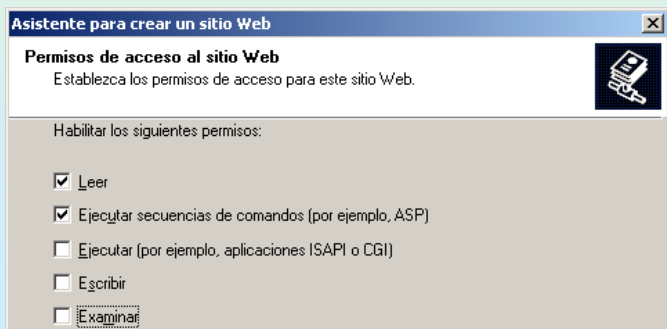 Asistente para crear un sitio Web
Permisos de acceso al sitio Web
Establezca los permisos de acceso para este sitio Web.
Habilitar los siguientes permisos:
Leer
Ejecutar secuencias de comandos (por ejemplo, ASP)
Ejecutar (por ejemplo, aplicaciones ISAPI o CGI)
Escribir
Examinar